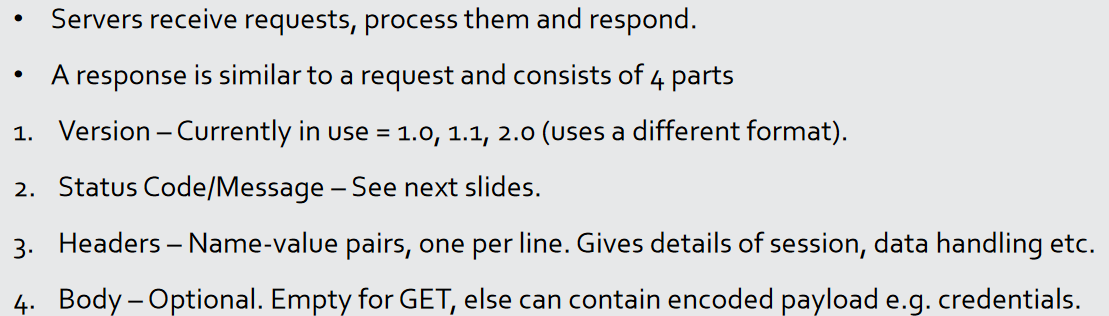 • Servers receive requests, process them and respond.
• A response is similar to a request and consists of 4 parts
1. Version – Currently in use = 1.0, 1.1, 2.0 (uses a different format).
2. Status Code/Message – See next slides.
3. Headers – Name-value pairs, one per line. Gives details of session, data handling etc.
4. Body – Optional. Empty for GET, else can contain encoded payload e.g. credentials.